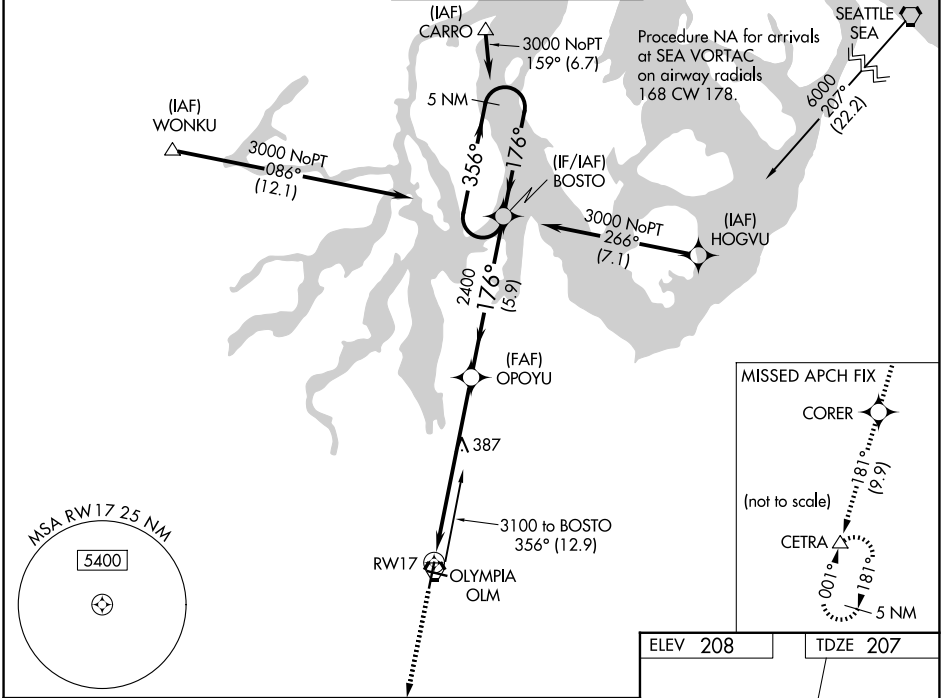 (IAF)
CARRO
3000 NoPT
159° (6.7)
Procedure NA for arrivals
at SEA VORTAC
on airway radials
168 CW 178.
SEATTLE
SEA
6000
207°
(22.2)
5 NM
(IAF)
WONKU
3000 NoPT
086°
(12.1)
356°
176°
(IF/IAF)
BOSTO
3000 NoPT
266°
(7.1)
(IAF)
HOGVU
2400
176°
(5.9)
(FAF)
OPOYU
387
3100 to BOSTO
356° (12.9)
RW17
OLYMPIA
OLM
MSA RW17 25 NM
5400
MISSED APCH FIX
CORER
181°
(9.9)
(not to scale)
CETRA
001°
181°
5 NM
ELEV 208
TDZE 207